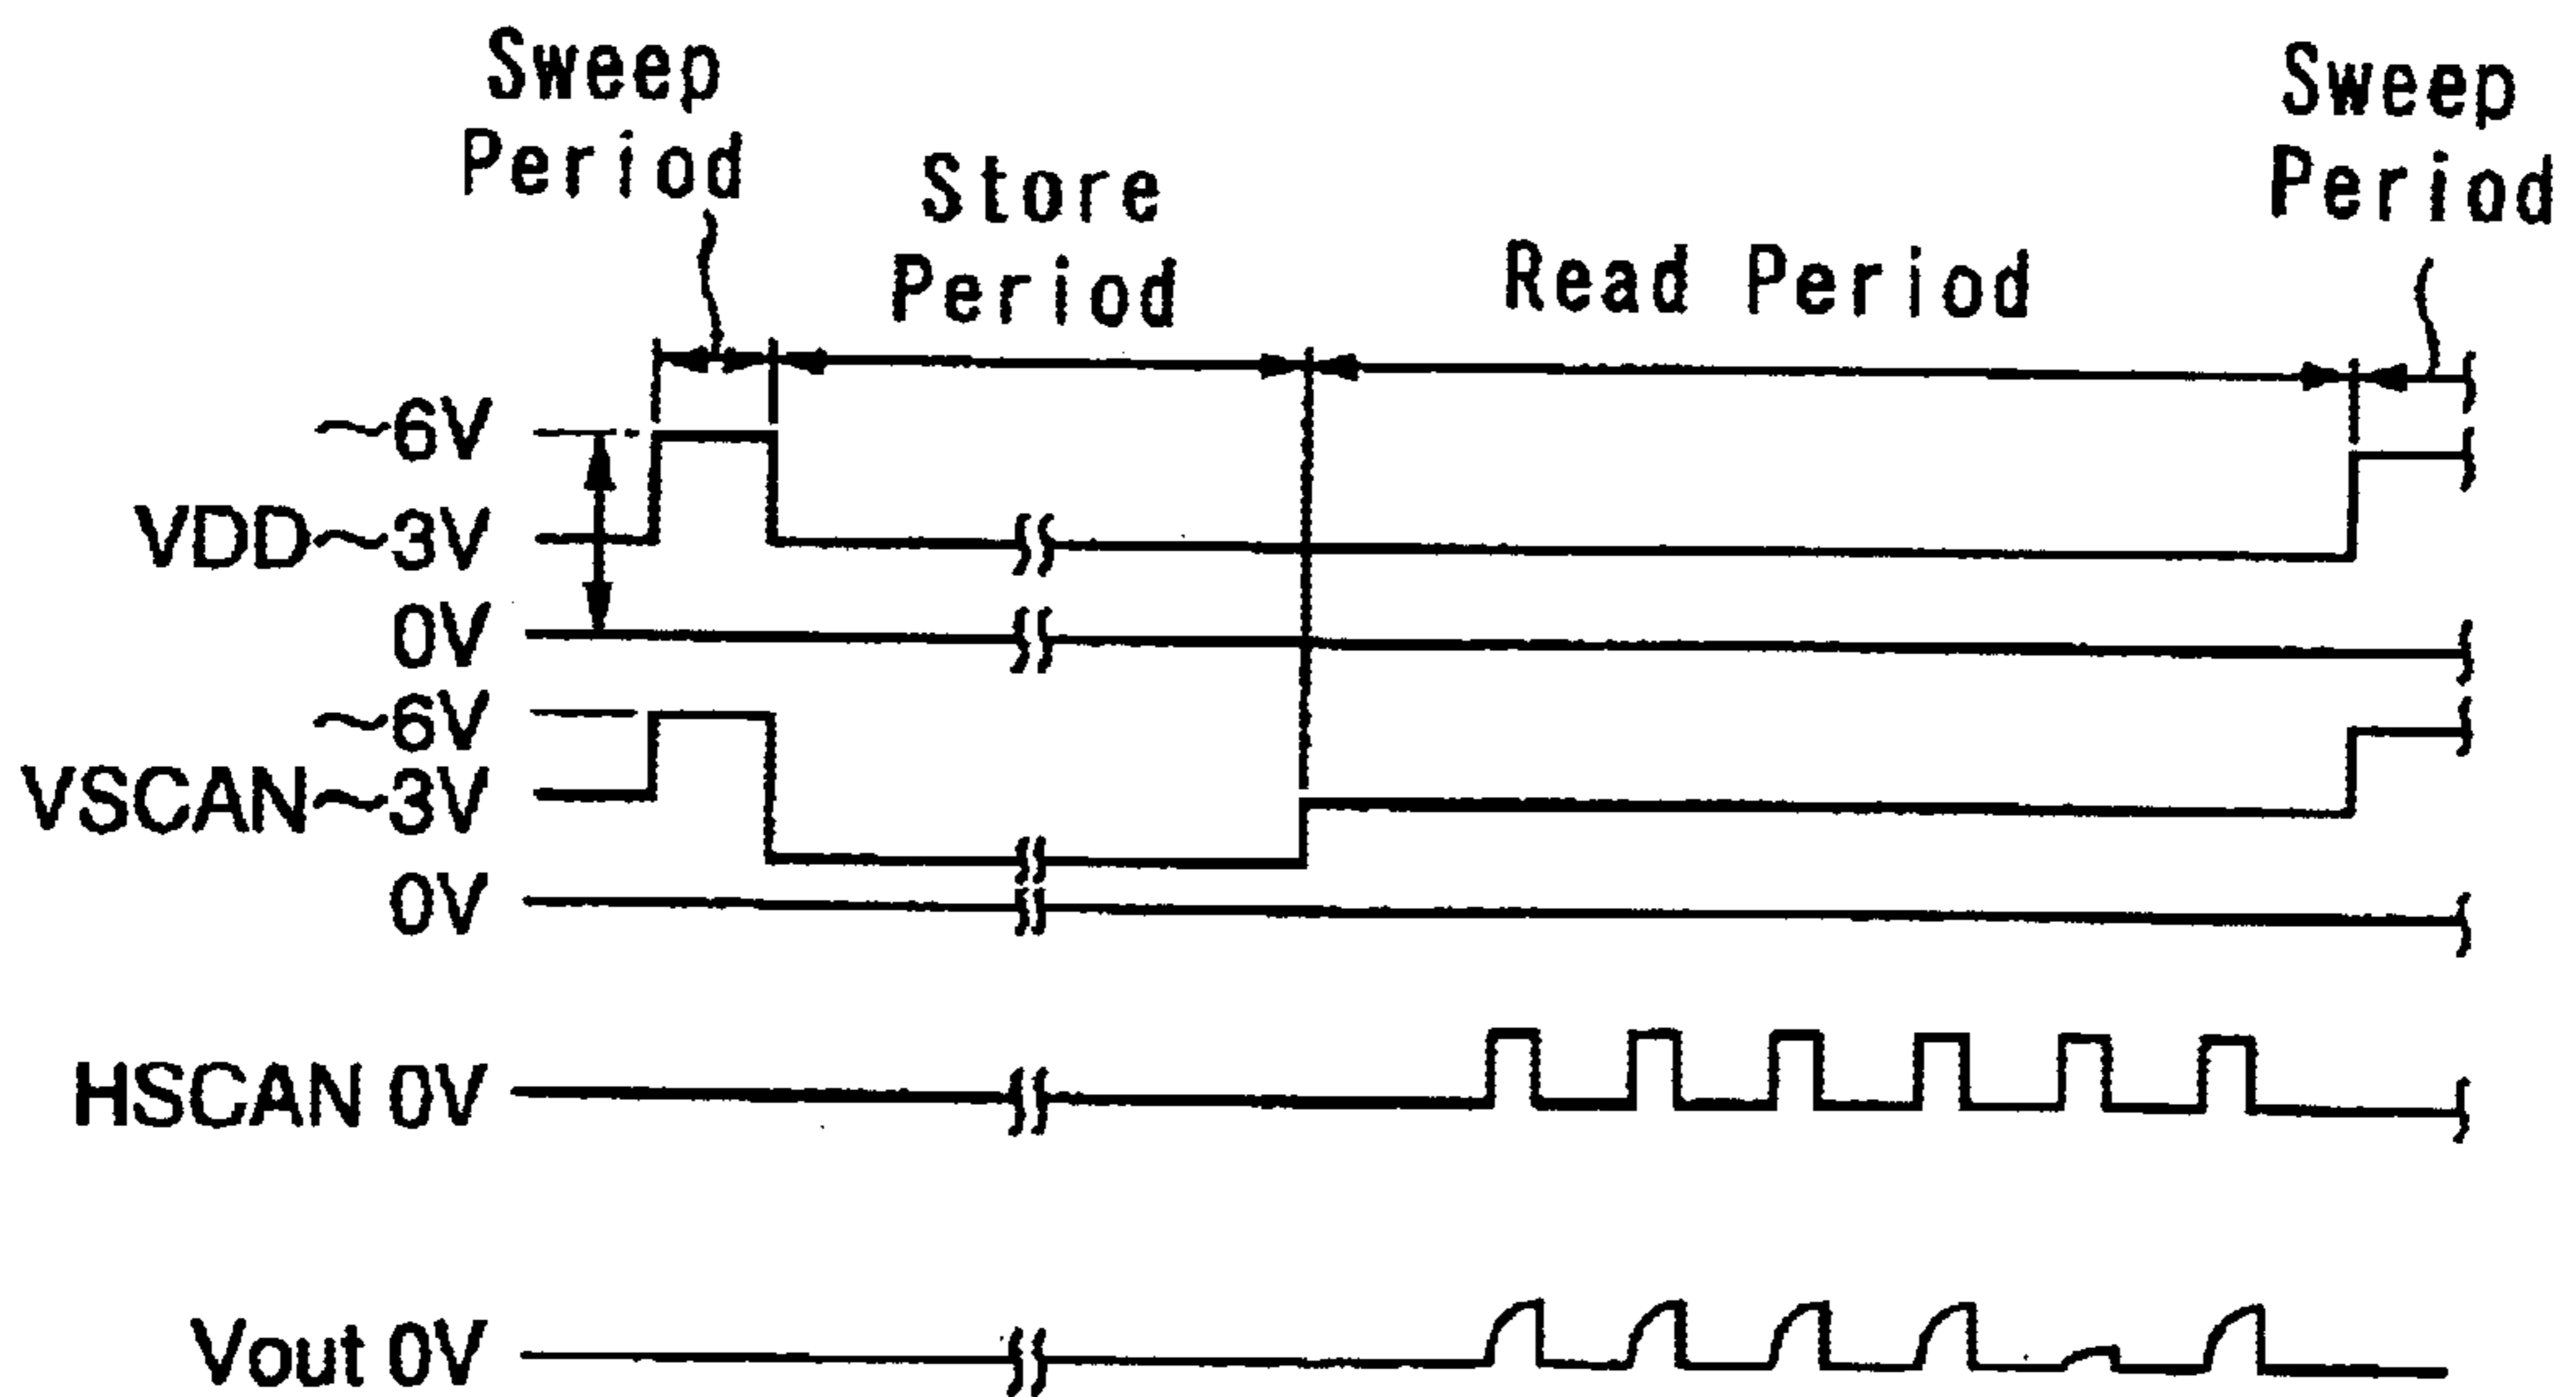 Sweep
Period
Store
Period
Read Period
Sweep
Period
~6V
VDD~3V
0V
~6V
VSCAN~3V
0V
HSCAN 0V
Vout 0V